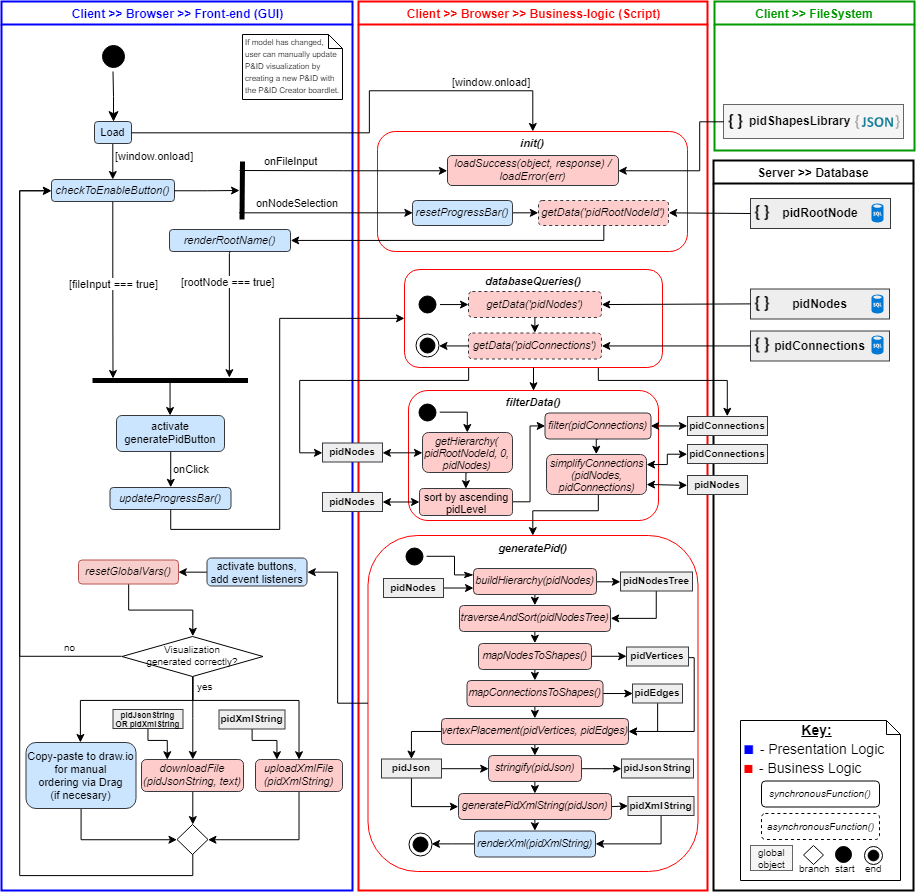 Client >> Browser >> Front-end (GUI)
If model has changed,
user can manually update
P&ID visualization by
creating a new P&ID with
the P&ID Creator boardlet.
Load
[window.onload]
checkToEnableButton()
onFileInput
onNodeSelection
renderRootName()
[fileInput === true]
[rootNode === true]
activate
generatePidButton
onClick
updateProgressBar()
pidNodes
pidNodes
resetGlobalVars()
activate buttons,
add event listeners
Visualization
generated correctly?
no
yes
pidJsonString
OR pidXmlString
pidXmlString
Copy-paste to draw.io
for manual
ordering via Drag
(if necesary)
downloadFile
(pidJsonString, text)
uploadXmlFile
(pidXmlString)
Client >> Browser >> Business-logic (Script)
[window.onload]
init()
loadSuccess(object, response) /
loadError(err)
resetProgressBar()
getData('pidRootNodeId')
databaseQueries()
getData('pidNodes')
getData('pidConnections')
filterData()
getHierarchy(
pidRootNodeId, 0,
pidNodes)
sort by ascending
pidLevel
filter(pidConnections)
simplifyConnections
(pidNodes,
pidConnections)
generatePid()
pidNodes
buildHierarchy(pidNodes)
pidNodesTree
traverseAndSort(pidNodesTree)
mapNodesToShapes()
pidVertices
mapConnectionsToShapes()
pidEdges
vertexPlacement(pidVertices, pidEdges)
pidJson
stringify(pidJson)
pidJsonString
generatePidXmlString(pidJson)
pidXmlString
renderXml(pidXmlString)
Client >> FileSystem
{ } pidShapesLibrary {JSON}
Server >> Database
{ } pidRootNode SQL
{ } pidNodes SQL
{ } pidConnections SQL
pidConnections
pidConnections
pidNodes
Key:
- Presentation Logic
- Business Logic
synchronousFunction()
asynchronousFunction()
global
object
branch
start
end